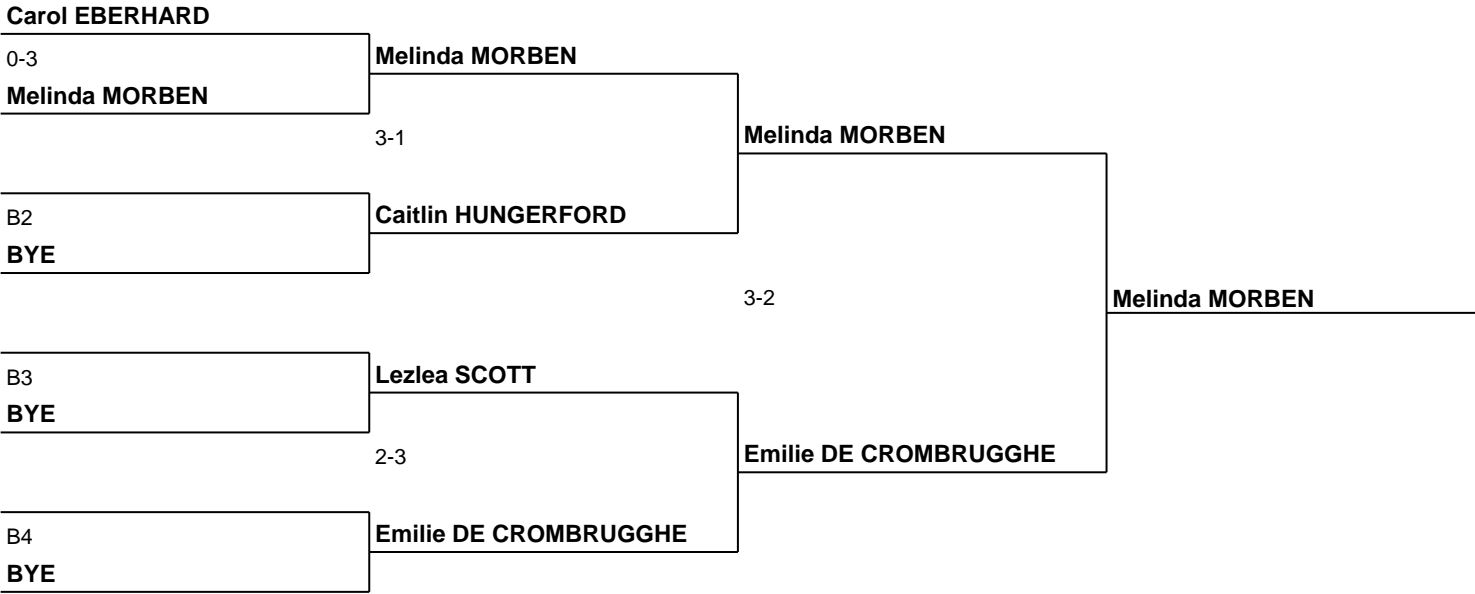 Carol EBERHARD
0-3
Melinda MORBEN
B2
BYE
B3
BYE
B4
BYE
Melinda MORBEN
3-1
Caitlin HUNGERFORD
Lezlea SCOTT
2-3
Emilie DE CROMBRUGGHE
Melinda MORBEN
3-2
Emilie DE CROMBRUGGHE
Melinda MORBEN